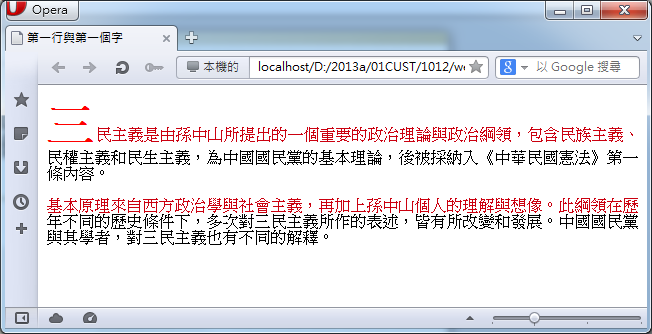 Opera
第一行與第一個字
本機的
localhost/D:/2013a/01CUST/1012/we
以 Google 搜尋
三民主義是由孫中山所提出的一個重要的政治理論與政治綱領，包含民族主義、
民權主義和民生主義，為中國國民黨的基本理論，後被採納入《中華民國憲法》第一
條內容。
基本原理來自西方政治學與社會主義，再加上孫中山個人的理解與想像。此綱領在歷
年不同的歷史條件下，多次對三民主義所作的表述，皆有所改變和發展。中國國民黨
與其學者，對三民主義也有不同的解釋。